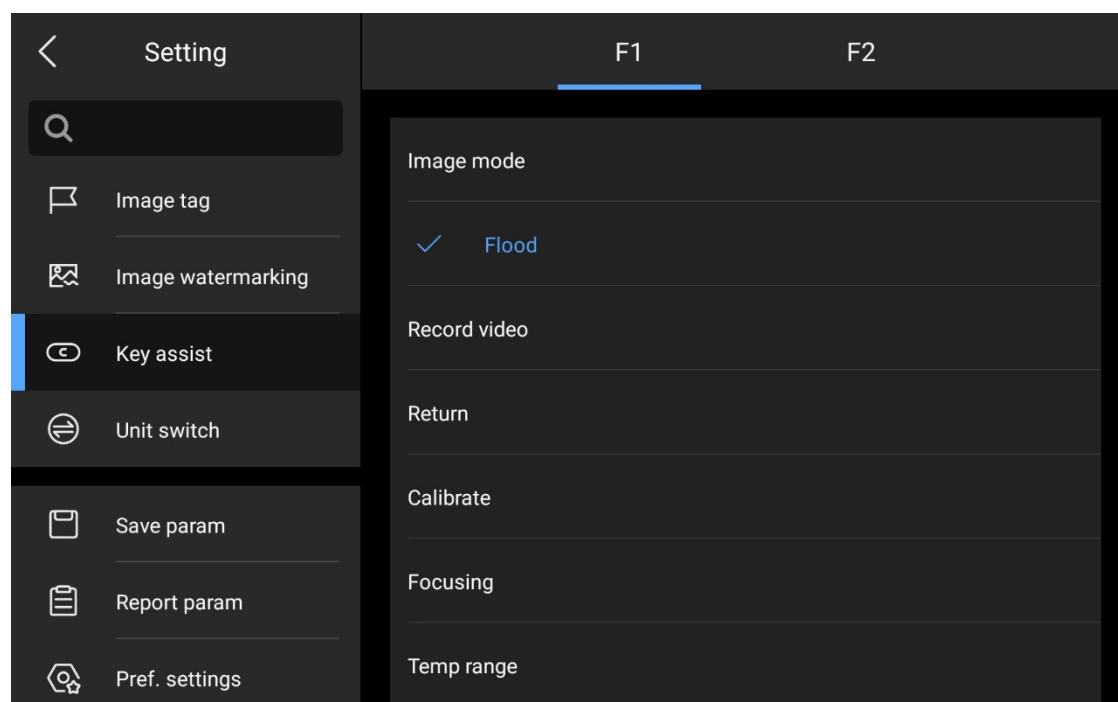 Setting
F1
F2
Image tag
Image watermarking
Key assist
Unit switch
Save param
Report param
Pref. settings
Image mode
Flood
Record video
Return
Calibrate
Focusing
Temp range